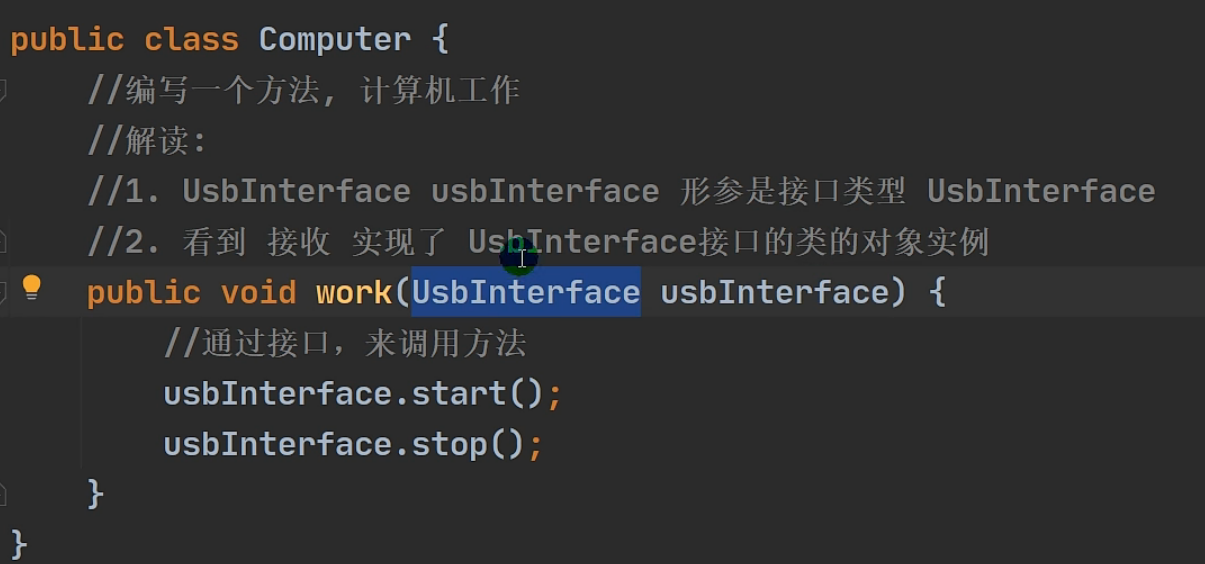 public class Computer {
//编写一个方法, 计算机工作
//解读:
//1. UsbInterface usbInterface 形参是接口类型 UsbInterface
//2. 看到 接收 实现了 UsbInterface接口的类的对象实例
public void work(UsbInterface usbInterface) {
//通过接口，来调用方法
usbInterface.start();
usbInterface.stop();
}
}